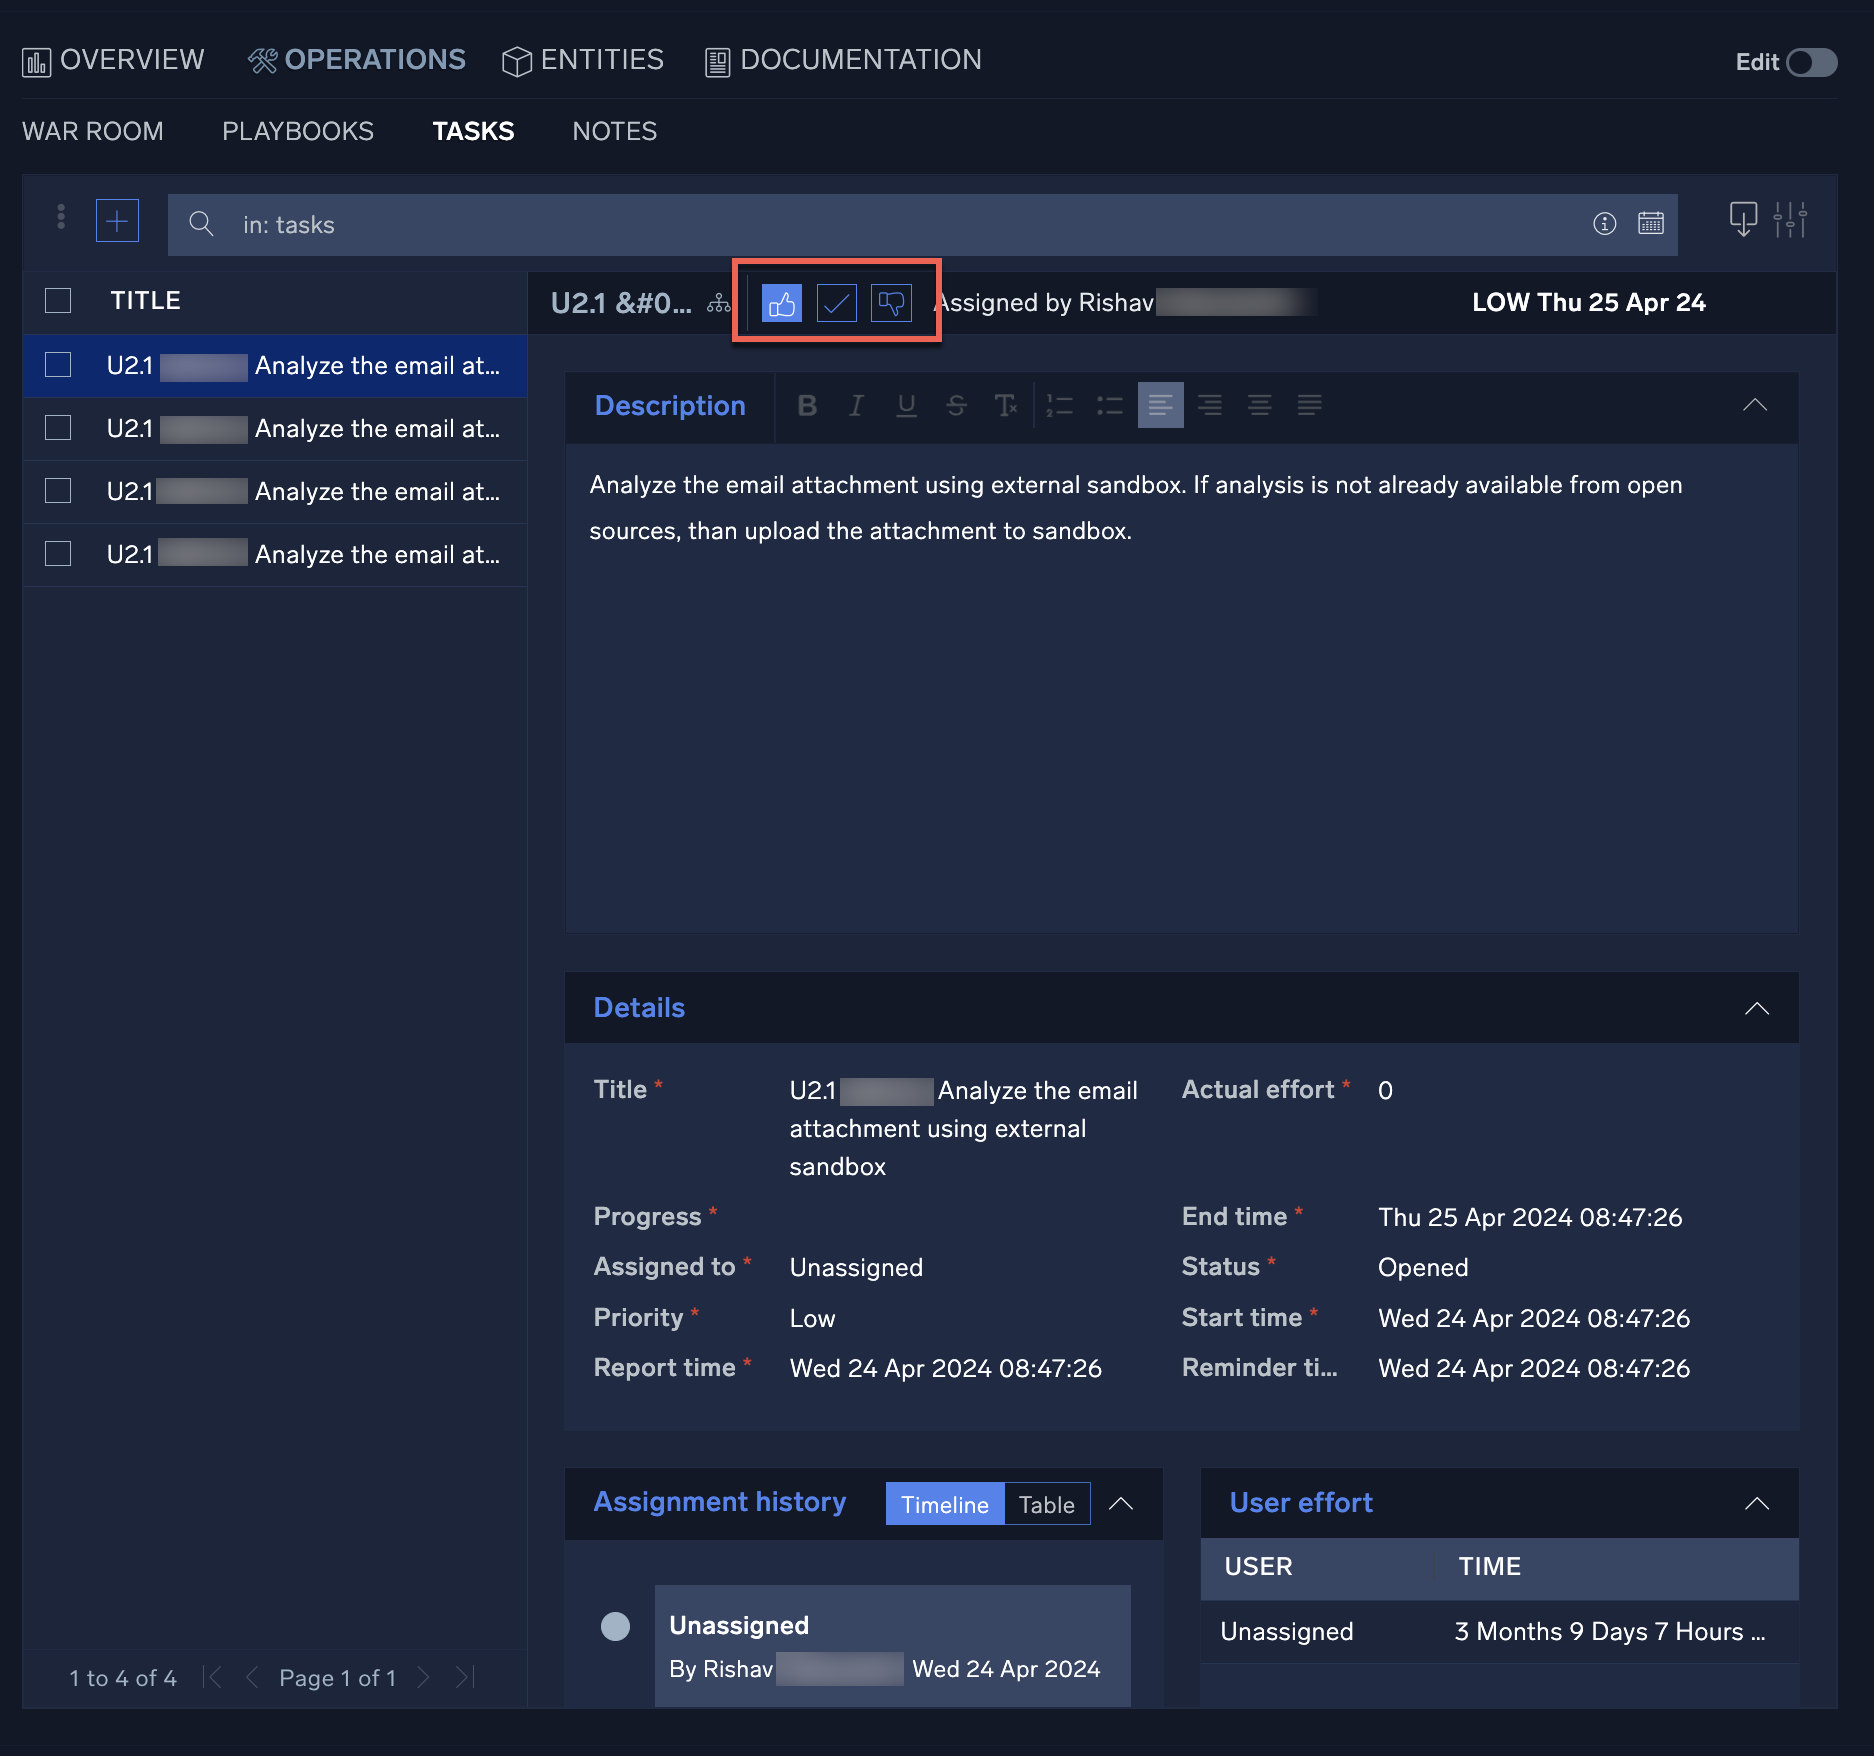 OVERVIEW OPERATIONS ENTITIES DOCUMENTATION Edit
WAR ROOM PLAYBOOKS TASKS NOTES
in: tasks
TITLE
U2.1 &#0... Assigned by Rishav LOW Thu 25 Apr 24
U2.1 Analyze the email at...
U2.1 Analyze the email at...
U2.1 Analyze the email at...
U2.1 Analyze the email at...
Description
Analyze the email attachment using external sandbox. If analysis is not already available from open
sources, than upload the attachment to sandbox.
Details
Title * U2.1 Analyze the email
attachment using external
sandbox
Actual effort * 0
Progress *
End time * Thu 25 Apr 2024 08:47:26
Assigned to * Unassigned
Status * Opened
Priority * Low
Start time * Wed 24 Apr 2024 08:47:26
Report time * Wed 24 Apr 2024 08:47:26
Reminder ti... Wed 24 Apr 2024 08:47:26
Assignment history Timeline Table
Unassigned
By Rishav Wed 24 Apr 2024
User effort
USER TIME
Unassigned 3 Months 9 Days 7 Hours ...
1 to 4 of 4 Page 1 of 1